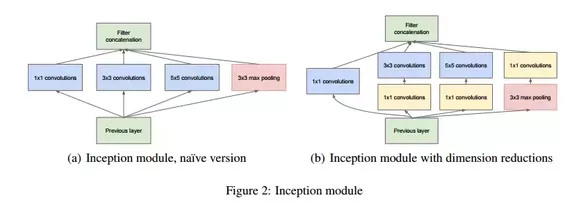 Filter
concatenation
1x1 convolutions
3x3 convolutions
5x5 convolutions
3x3 max pooling
Previous layer
(a) Inception module, naïve version
Filter
concatenation
3x3 convolutions
5x5 convolutions
1x1 convolutions
1x1 convolutions
1x1 convolutions
1x1 convolutions
3x3 max pooling
Previous layer
(b) Inception module with dimension reductions
Figure 2: Inception module